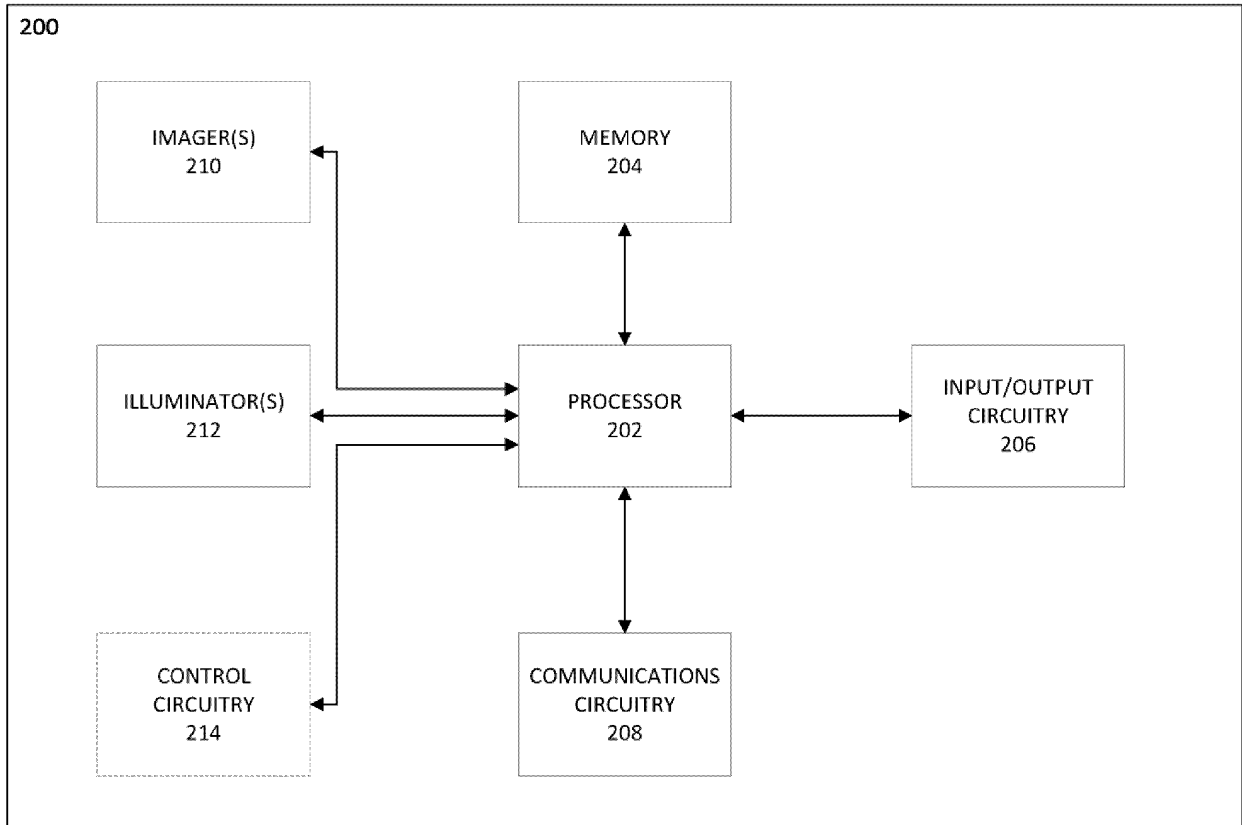 200
IMAGER(S)
210
MEMORY
204
ILLUMINATOR(S)
212
PROCESSOR
202
INPUT/OUTPUT
CIRCUITRY
206
CONTROL
CIRCUITRY
214
COMMUNICATIONS
CIRCUITRY
208